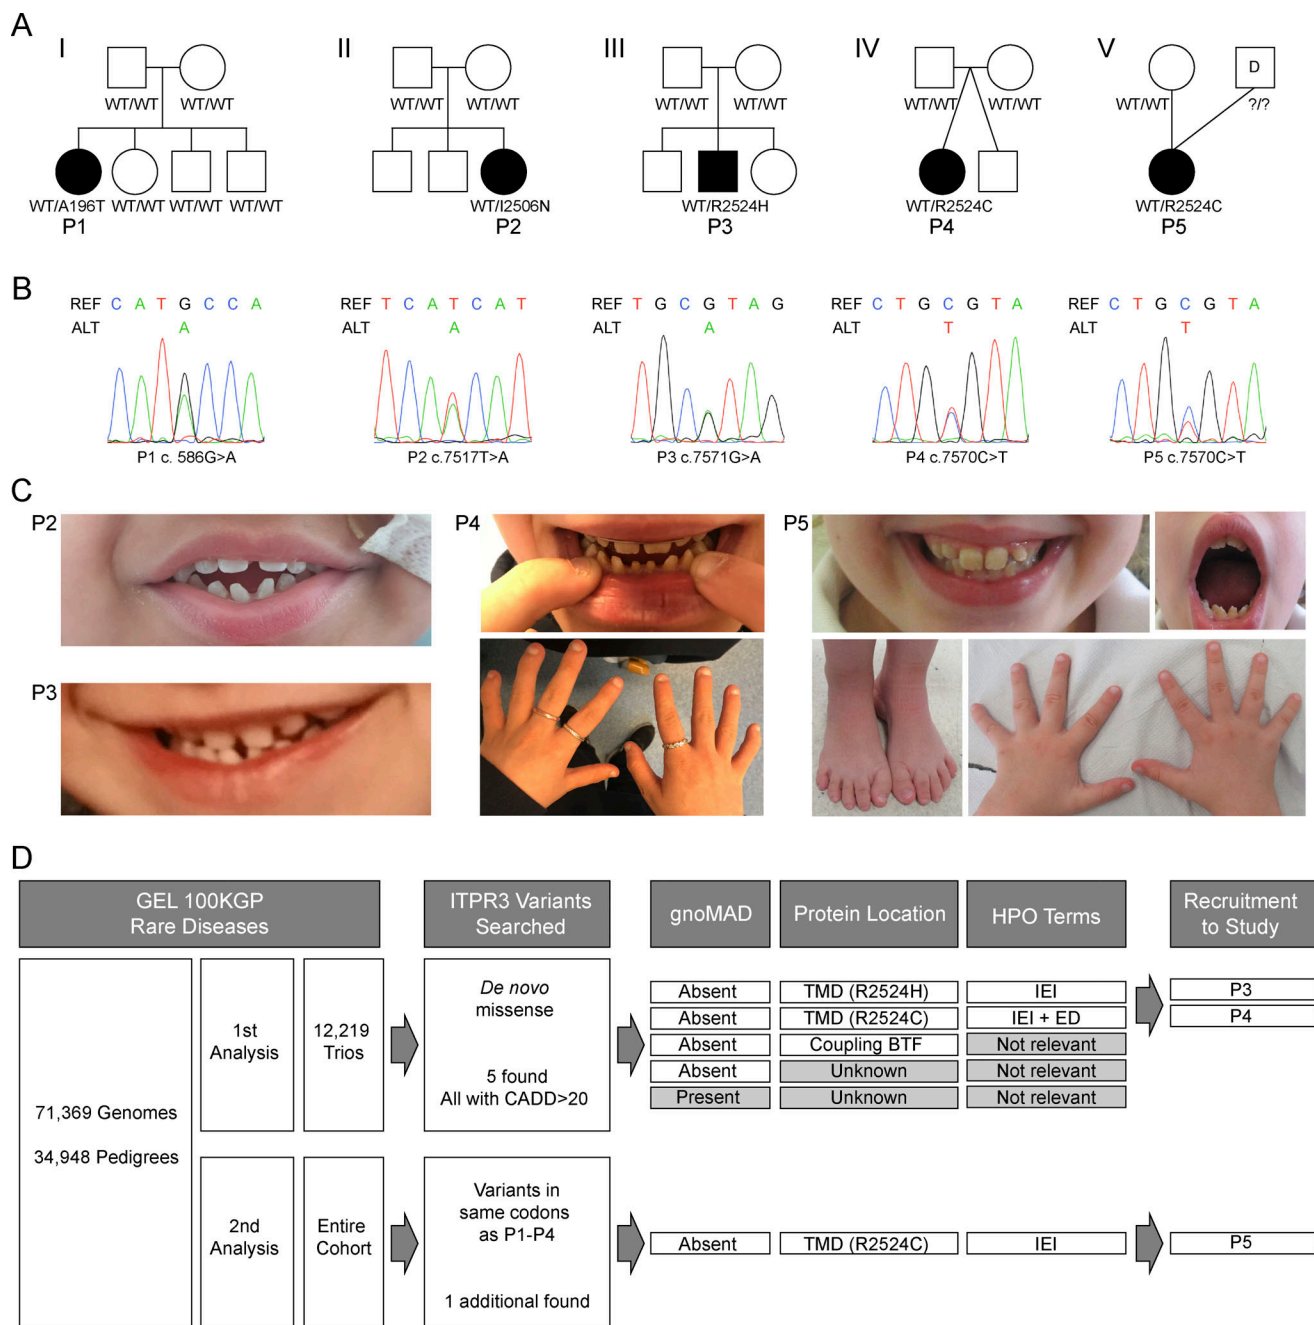 A
I
II
III
IV
V
D
WT/WT WT/WT
WT/WT WT/WT
WT/WT WT/WT
WT/WT WT/WT
WT/WT ?/?
WT/A196T WT/WT WT/WT WT/WT
P1
WT/I2506N
P2
WT/R2524H
P3
WT/R2524C
P4
WT/R2524C
P5
B
REF C A T G C C A
ALT A
P1 c. 586G>A
REF T C A T C A T
ALT A
P2 c.7517T>A
REF T G C G T A G
ALT A
P3 c.7571G>A
REF C T G C G T A
ALT T
P4 c.7570C>T
REF C T G C G T A
ALT T
P5 c.7570C>T
C
P2
P3
P4
P5
D
GEL 100KGP
Rare Diseases
ITPR3 Variants
Searched
gnoMAD
Protein Location
HPO Terms
Recruitment
to Study
71,369 Genomes
34,948 Pedigrees
1st
Analysis
12,219
Trios
De novo
missense
5 found
All with CADD>20
Absent TMD (R2524H) IEI P3
Absent TMD (R2524C) IEI + ED P4
Absent Coupling BTF Not relevant
Absent Unknown Not relevant
Present Unknown Not relevant
2nd
Analysis
Entire
Cohort
Variants in
same codons
as P1-P4
1 additional found
Absent TMD (R2524C) IEI P5